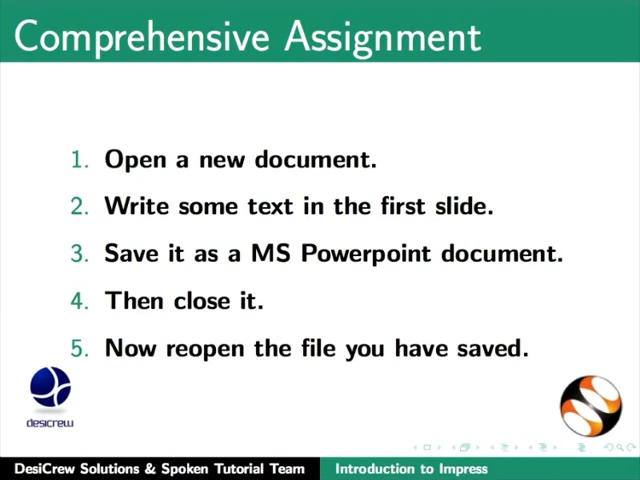 Comprehensive Assignment
1. Open a new document.
2. Write some text in the first slide.
3. Save it as a MS Powerpoint document.
4. Then close it.
5. Now reopen the file you have saved.
desicrew
DesiCrew Solutions & Spoken Tutorial Team Introduction to Impress